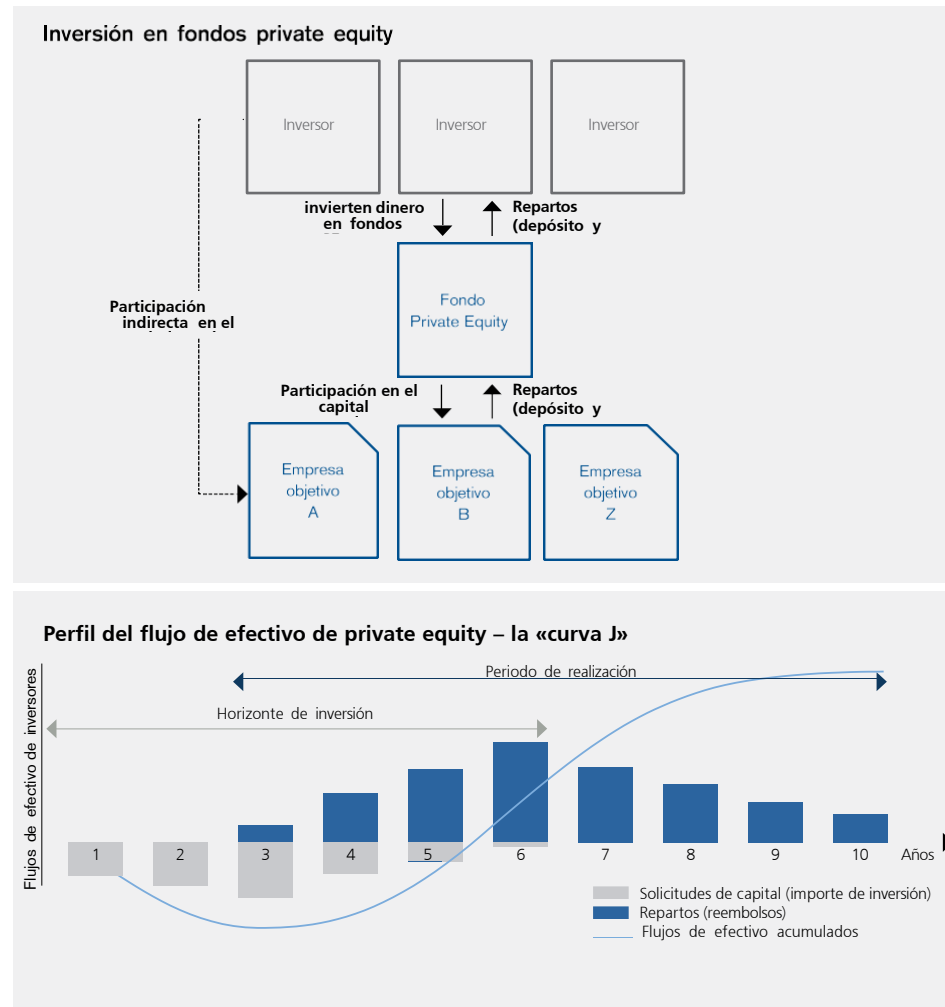 Inversión en fondos private equity
Inversor
Inversor
Inversor
invierten dinero
en fondos
Repartos
(depósito y
Fondo
Private Equity
Participación
indirecta en el
Participación en el
capital
Repartos
(depósito y
Empresa
objetivo
A
Empresa
objetivo
B
Empresa
objetivo
Z
Perfil del flujo de efectivo de private equity – la «curva J»
Flujos de efectivo de inversores
Periodo de realización
Horizonte de inversión
1 2 3 4 5 6 7 8 9 10 Años
Solicitudes de capital (importe de inversión)
Repartos (reembolsos)
Flujos de efectivo acumulados